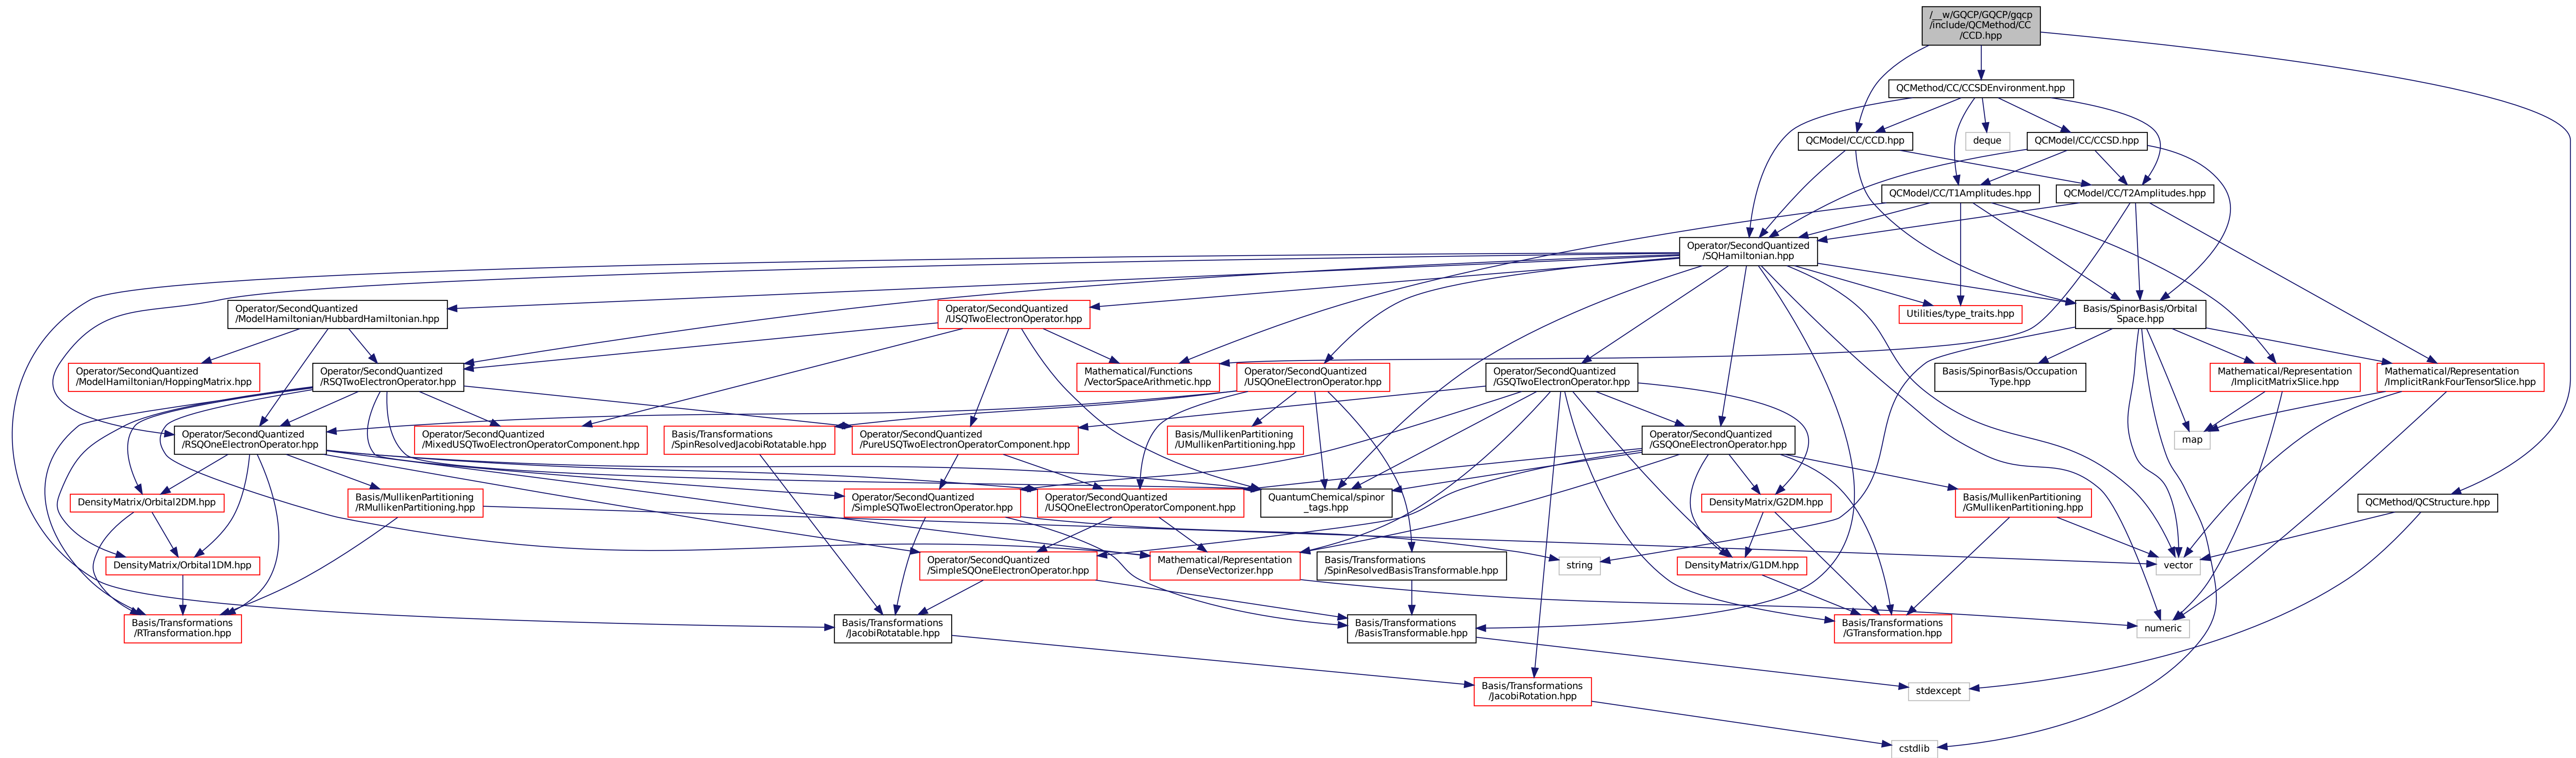 /__w/GQCP/GQCP/gqcp
/include/QCMethod/CC
/CCD.hpp
QCMethod/CC/CCSDEnvironment.hpp
QCModel/CC/CCD.hpp
deque
QCModel/CC/CCSD.hpp
QCModel/CC/T1Amplitudes.hpp
QCModel/CC/T2Amplitudes.hpp
Operator/SecondQuantized
/SQHamiltonian.hpp
Operator/SecondQuantized
/ModelHamiltonian/HubbardHamiltonian.hpp
Operator/SecondQuantized
/USQTwoElectronOperator.hpp
Utilities/type_traits.hpp
Basis/SpinorBasis/Orbital
Space.hpp
Operator/SecondQuantized
/ModelHamiltonian/HoppingMatrix.hpp
Operator/SecondQuantized
/RSQTwoElectronOperator.hpp
Mathematical/Functions
/VectorSpaceArithmetic.hpp
Operator/SecondQuantized
/USQOneElectronOperator.hpp
Operator/SecondQuantized
/GSQTwoElectronOperator.hpp
Basis/SpinorBasis/Occupation
Type.hpp
Mathematical/Representation
/ImplicitMatrixSlice.hpp
Mathematical/Representation
/ImplicitRankFourTensorSlice.hpp
Operator/SecondQuantized
/RSQOneElectronOperator.hpp
Operator/SecondQuantized
/MixedUSQTwoElectronOperatorComponent.hpp
Basis/Transformations
/SpinResolvedJacobiRotatable.hpp
Operator/SecondQuantized
/PureUSQTwoElectronOperatorComponent.hpp
Basis/MullikenPartitioning
/UMullikenPartitioning.hpp
Operator/SecondQuantized
/GSQOneElectronOperator.hpp
map
DensityMatrix/Orbital2DM.hpp
Basis/MullikenPartitioning
/RMullikenPartitioning.hpp
Operator/SecondQuantized
/SimpleSQTwoElectronOperator.hpp
Operator/SecondQuantized
/USQOneElectronOperatorComponent.hpp
QuantumChemical/spinor
_tags.hpp
DensityMatrix/G2DM.hpp
Basis/MullikenPartitioning
/GMullikenPartitioning.hpp
QCMethod/QCStructure.hpp
DensityMatrix/Orbital1DM.hpp
Operator/SecondQuantized
/SimpleSQOneElectronOperator.hpp
Mathematical/Representation
/DenseVectorizer.hpp
Basis/Transformations
/SpinResolvedBasisTransformable.hpp
string
DensityMatrix/G1DM.hpp
vector
Basis/Transformations
/RTransformation.hpp
Basis/Transformations
/JacobiRotatable.hpp
Basis/Transformations
/BasisTransformable.hpp
Basis/Transformations
/GTransformation.hpp
numeric
Basis/Transformations
/JacobiRotation.hpp
stdexcept
cstdlib